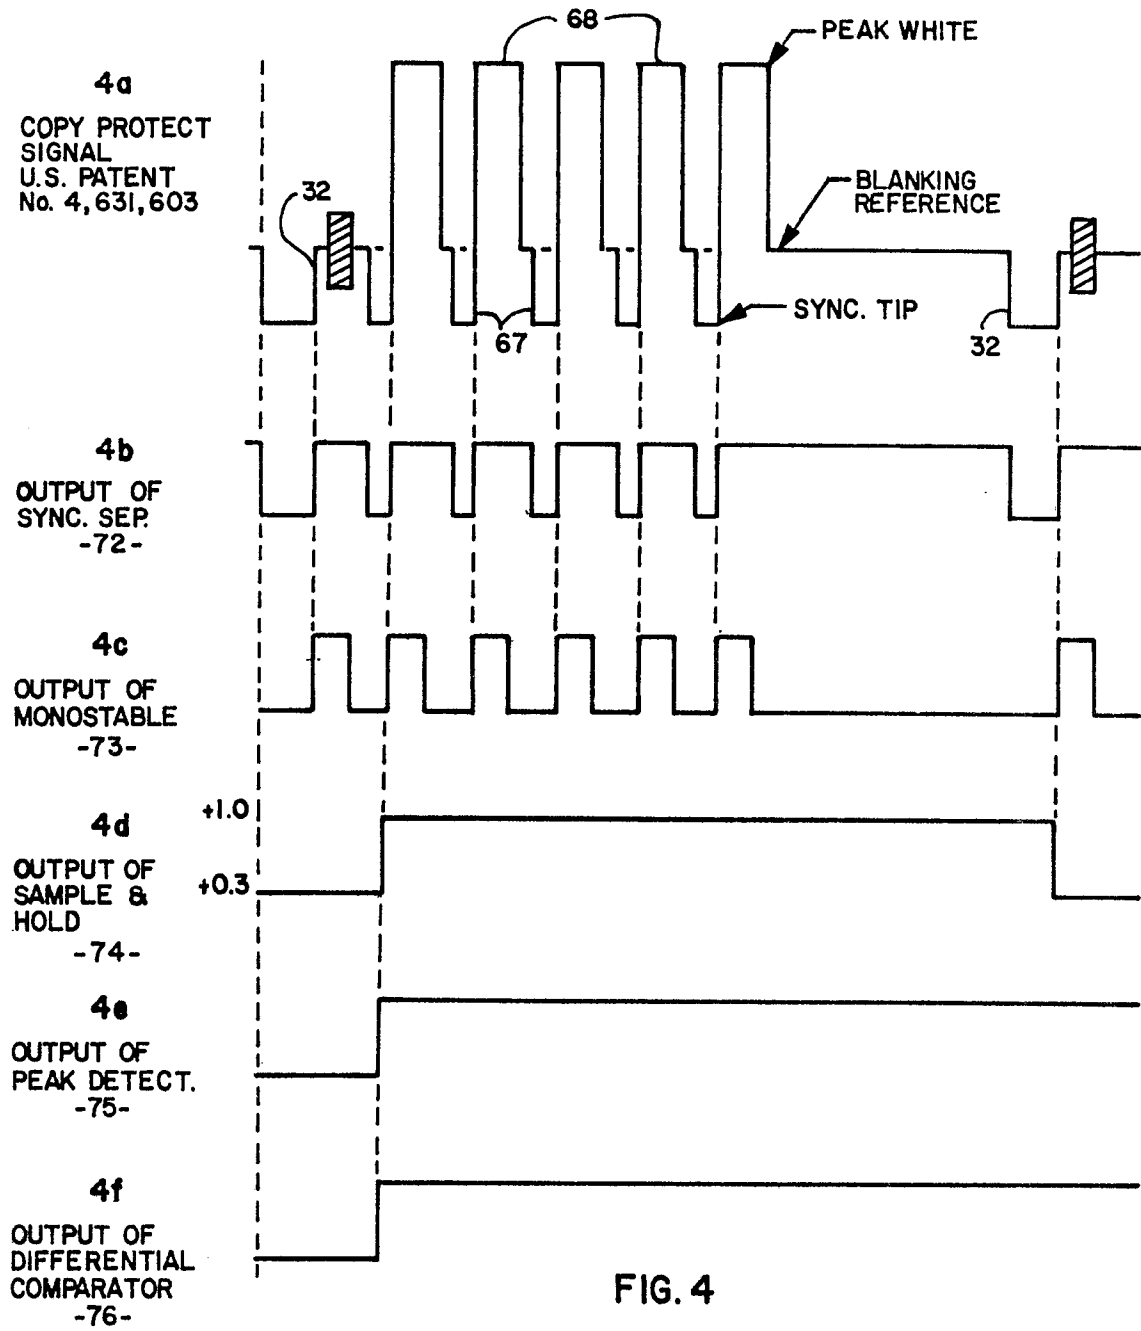 68
PEAK WHITE
4a
COPY PROTECT
SIGNAL
U.S. PATENT
No. 4,631,603
32
BLANKING
REFERENCE
SYNC. TIP
67
32
4b
OUTPUT OF
SYNC. SEP.
-72-
4c
OUTPUT OF
MONOSTABLE
-73-
+1.0
4d
OUTPUT OF
SAMPLE &
HOLD
-74-
+0.3
4e
OUTPUT OF
PEAK DETECT.
-75-
4f
OUTPUT OF
DIFFERENTIAL
COMPARATOR
-76-
FIG. 4